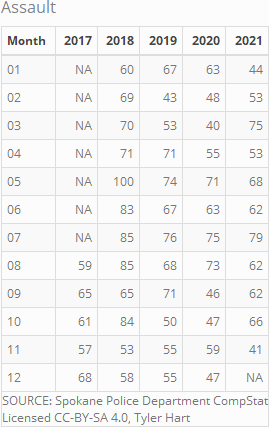 Assault
Month 2017 2018 2019 2020 2021
01 NA 60 67 63 44
02 NA 69 43 48 53
03 NA 70 53 40 75
04 NA 71 71 55 53
05 NA 100 74 71 68
06 NA 83 67 63 62
07 NA 85 76 75 79
08 59 85 68 73 62
09 65 65 71 46 62
10 61 84 50 47 66
11 57 53 55 59 41
12 68 58 55 47 NA
SOURCE: Spokane Police Department CompStat
Licensed CC-BY-SA 4.0, Tyler Hart